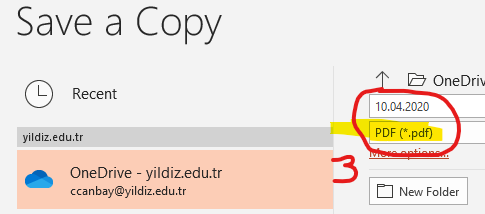 Save a Copy
Recent
yildiz.edu.tr
OneDrive - yildiz.edu.tr
ccanbay@yildiz.edu.tr
3
OneDrive
10.04.2020
PDF (*.pdf)
More options...
New Folder